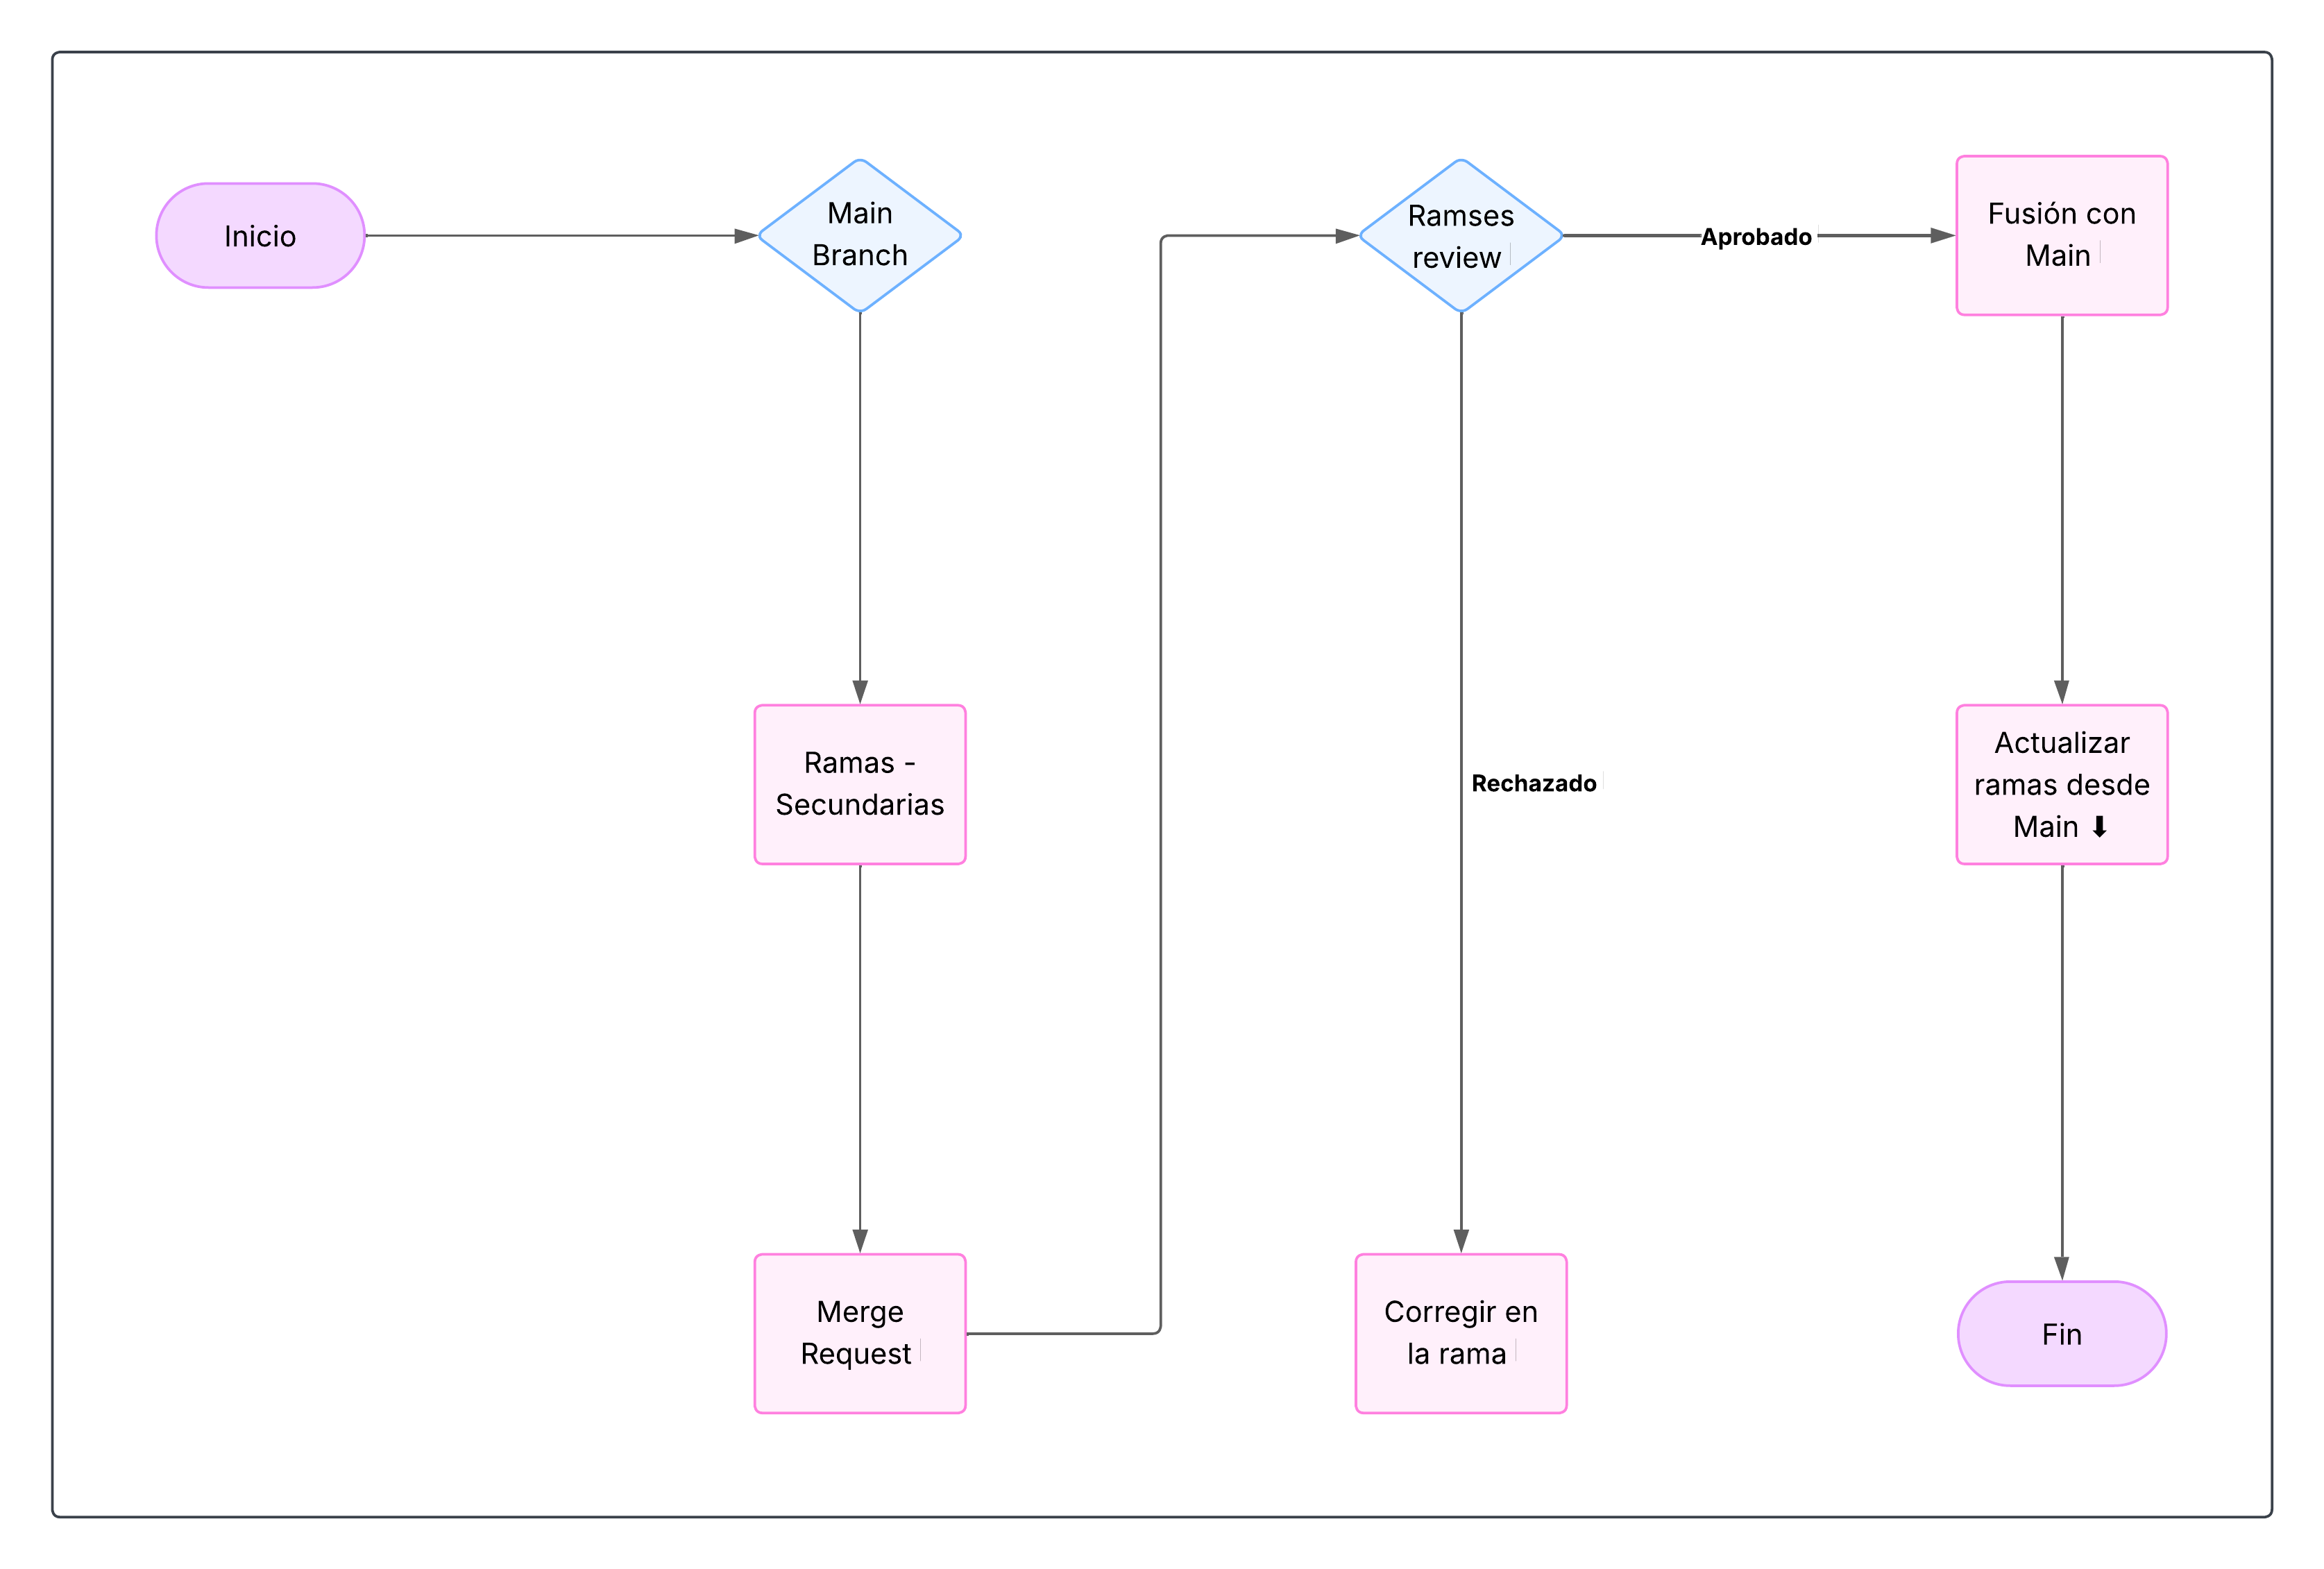 Inicio
Main
Branch
Ramses
review
Aprobado
Fusión con
Main
Ramas -
Secundarias
Rechazado
Actualizar
ramas desde
Main ⬇
Merge
Request
Corregir en
la rama
Fin